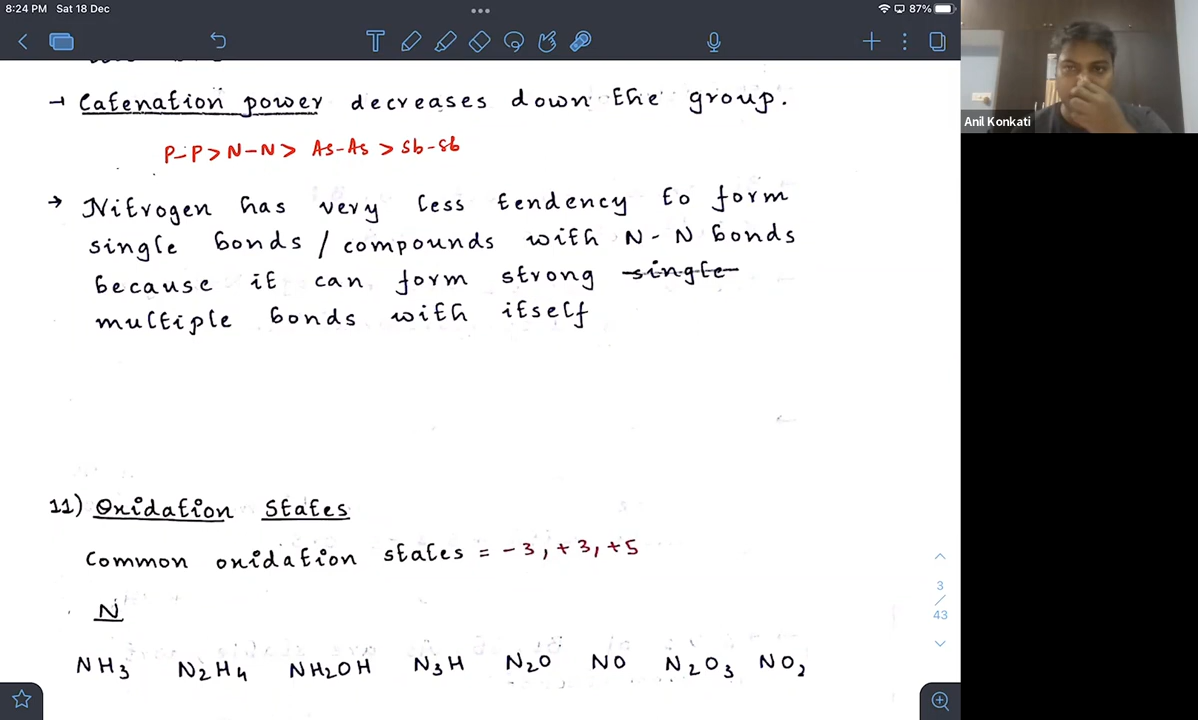 8:24 PM Sat 18 Dec
87%
→ Catenation power decreases down the group.
P-P > N-N > As-As > Sb-Sb
→ Nitrogen has very less tendency to form
single bonds / compounds with N-N bonds
because it can form strong single
multiple bonds with itself
11) Oxidation States
Common oxidation states = -3, +3, +5
N
NH3 N2H4 NH2OH N3H N2O NO N2O3 NO2
3
/
43
Anil Konkati